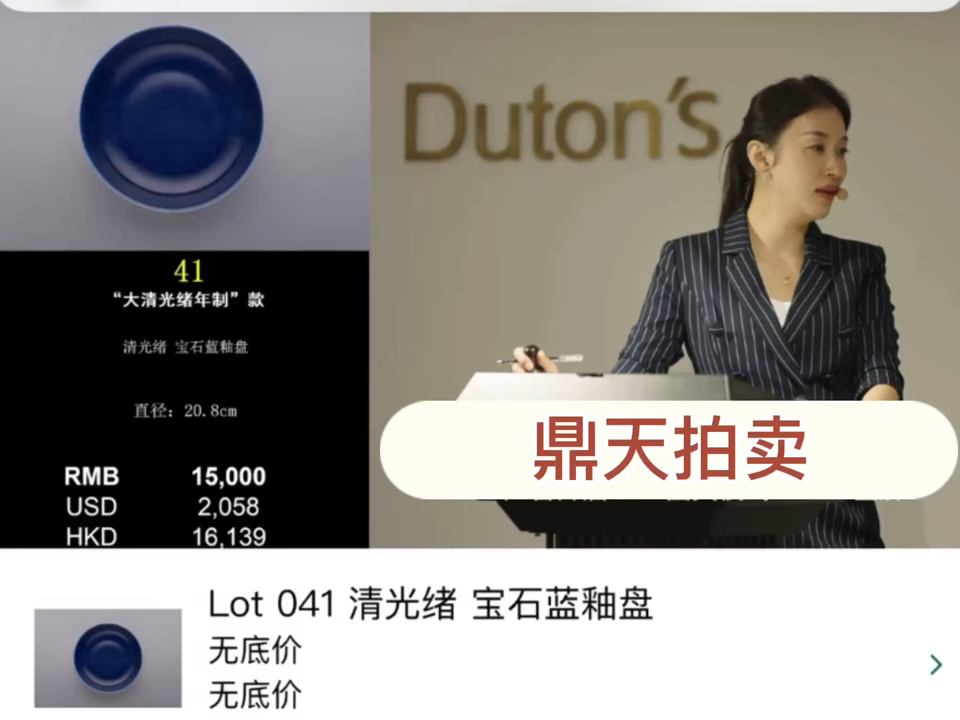 Duton's
41
“大清光绪年制”款
清光绪 宝石蓝釉盘
直径：20.8cm
RMB 15,000
USD 2,058
HKD 16,139
鼎天拍卖
Lot 041 清光绪 宝石蓝釉盘
无底价
无底价